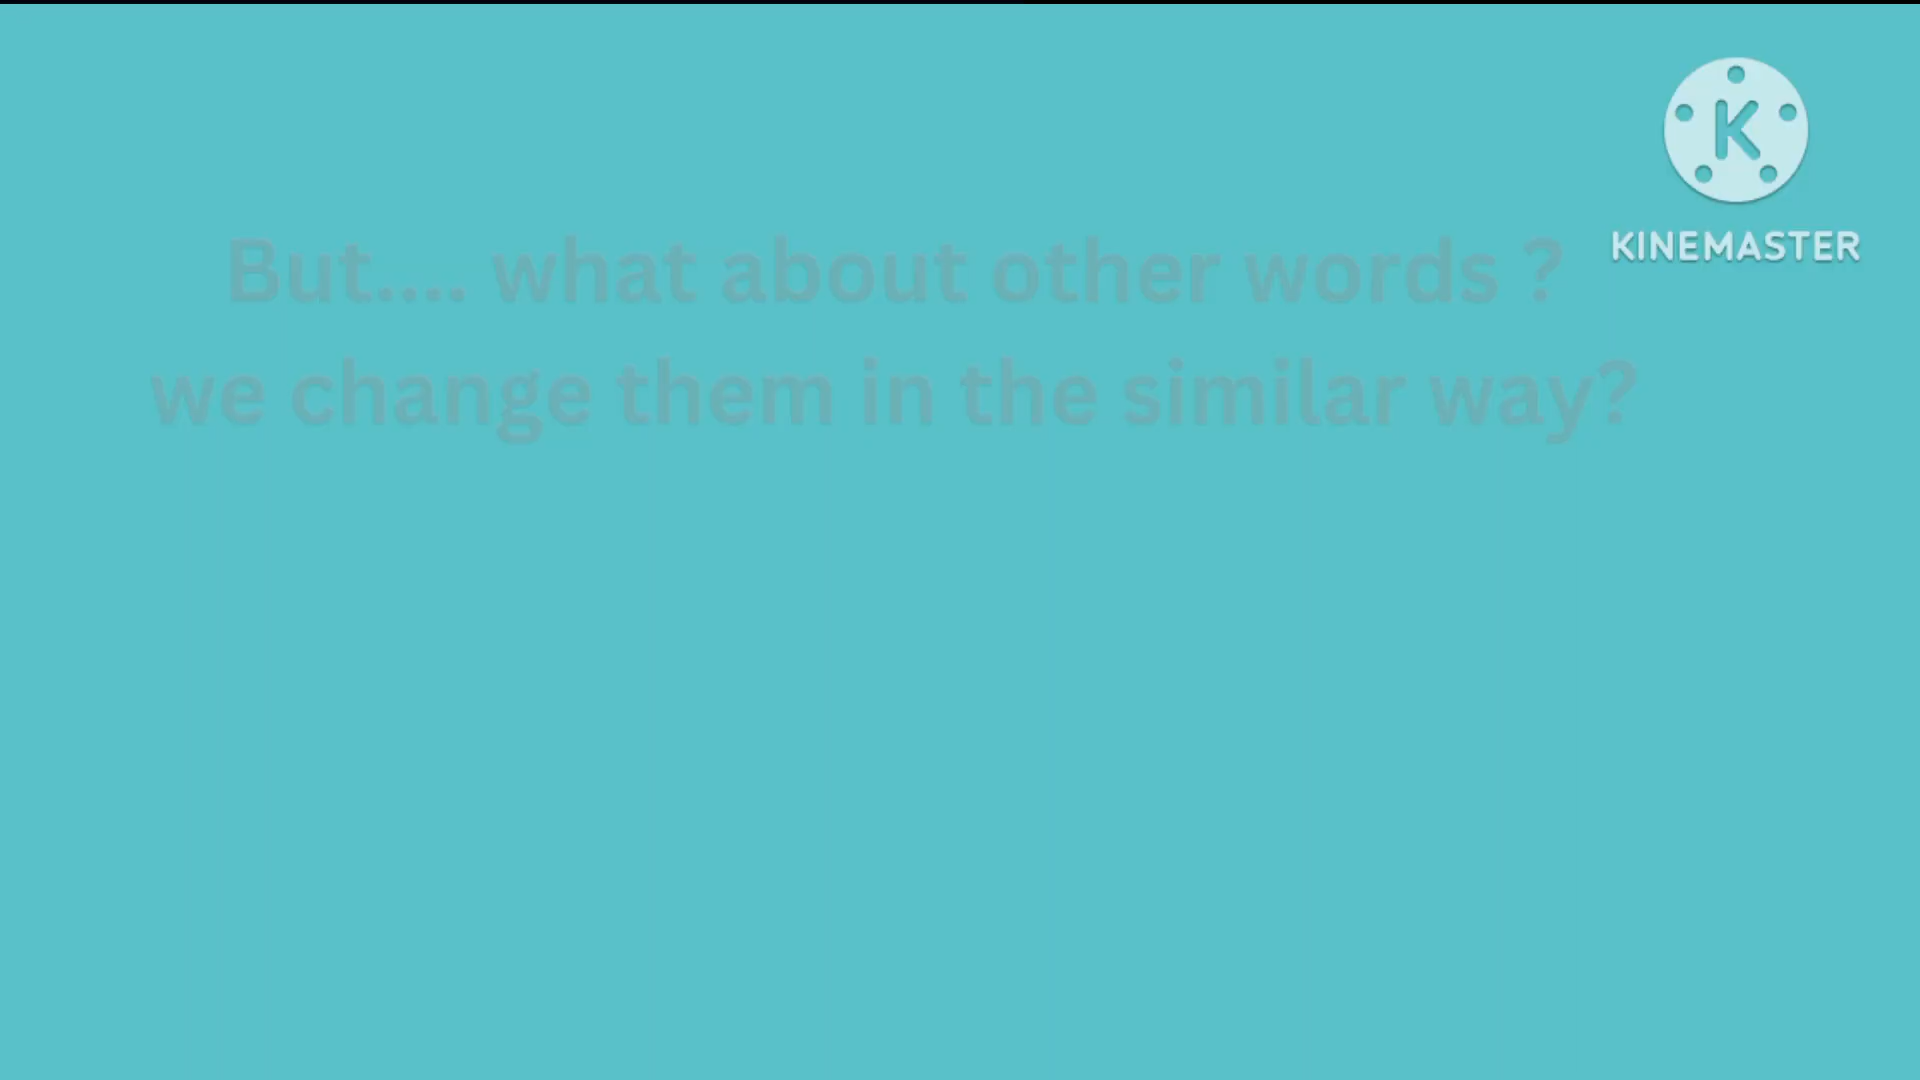 K
KINEMASTER
But.... what about other words ?
we change them in the similar way?